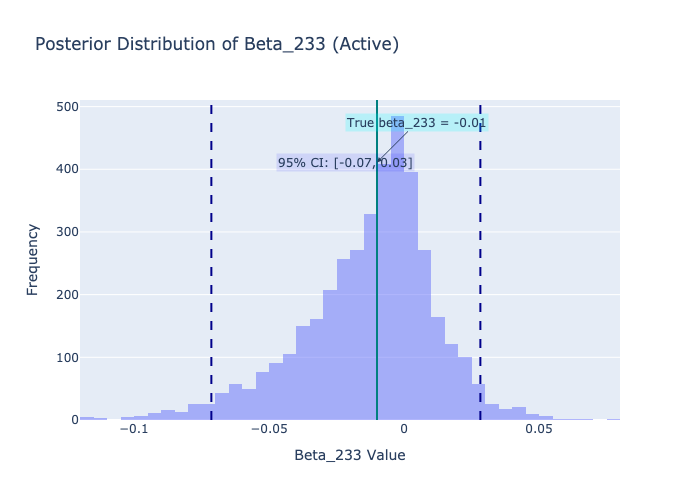 Posterior Distribution of Beta_233 (Active)
500
True beta_233 = -0.01
95% CI: [-0.07, 0.03]
400
300
200
100
0
Frequency
−0.1
−0.05
0
0.05
Beta_233 Value